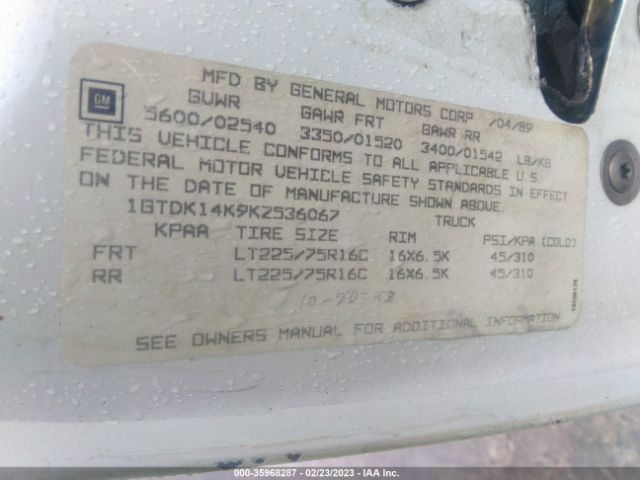 GM
MFD BY GENERAL MOTORS CORP /04/89
GVWR GAWR FRT GAWR RR
5600/02540 3350/01520 3400/01542 LB/KG
THIS VEHICLE CONFORMS TO ALL APPLICABLE U.S
FEDERAL MOTOR VEHICLE SAFETY STANDARDS IN EFFECT
ON THE DATE OF MANUFACTURE SHOWN ABOVE.
1GTDK14K9KZ536067 TRUCK
KPAA TIRE SIZE RIM PSI/KPA (COLD)
FRT LT225/75R16C 16X6.5K 45/310
RR LT225/75R16C 16X6.5K 45/310
SEE OWNERS MANUAL FOR ADDITIONAL INFORMATION
000-35968287 - 02/23/2023 - IAA Inc.